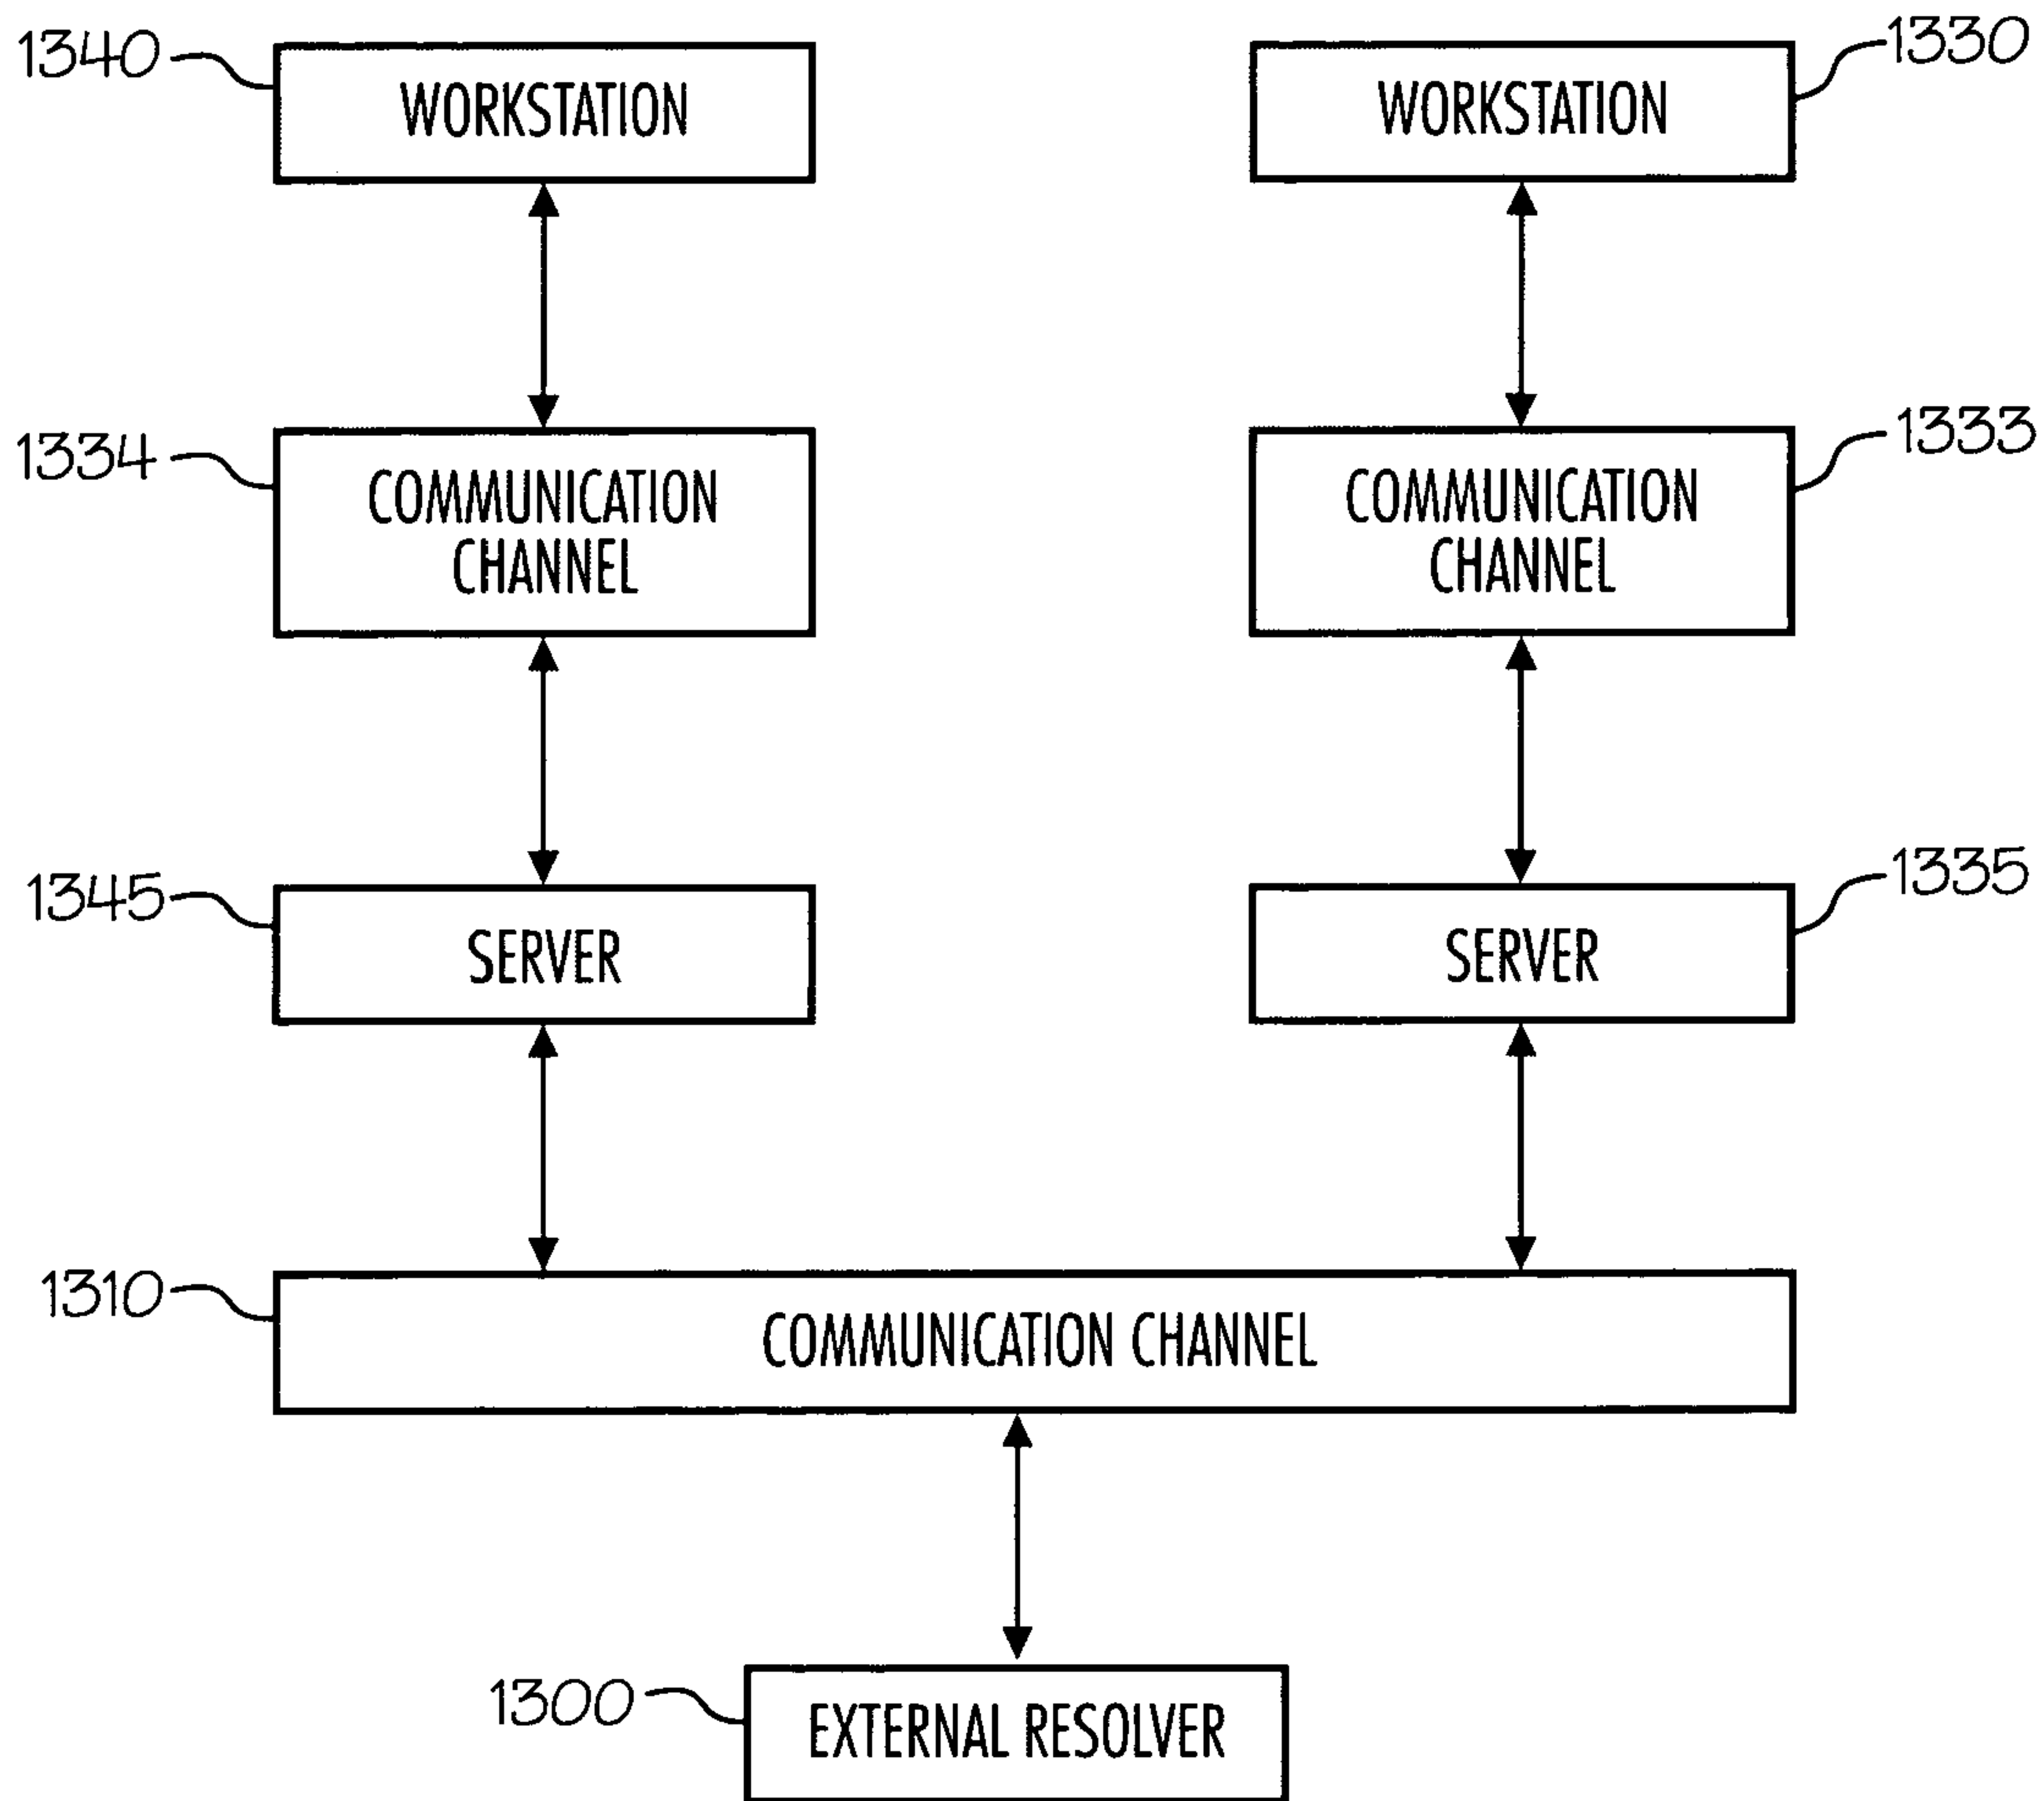 1340
WORKSTATION
WORKSTATION
1330
1334
COMMUNICATION
CHANNEL
COMMUNICATION
CHANNEL
1333
1345
SERVER
SERVER
1335
1310
COMMUNICATION CHANNEL
1300
EXTERNAL RESOLVER